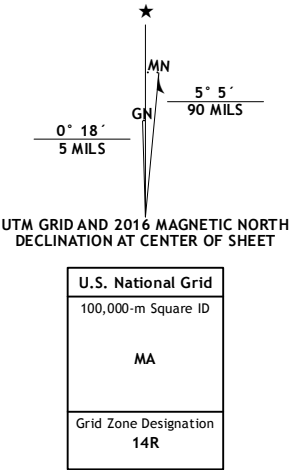 ★
MN
5° 5´
90 MILS
GN
0° 18´
5 MILS
UTM GRID AND 2016 MAGNETIC NORTH
DECLINATION AT CENTER OF SHEET
U.S. National Grid
100,000-m Square ID
MA
Grid Zone Designation
14R